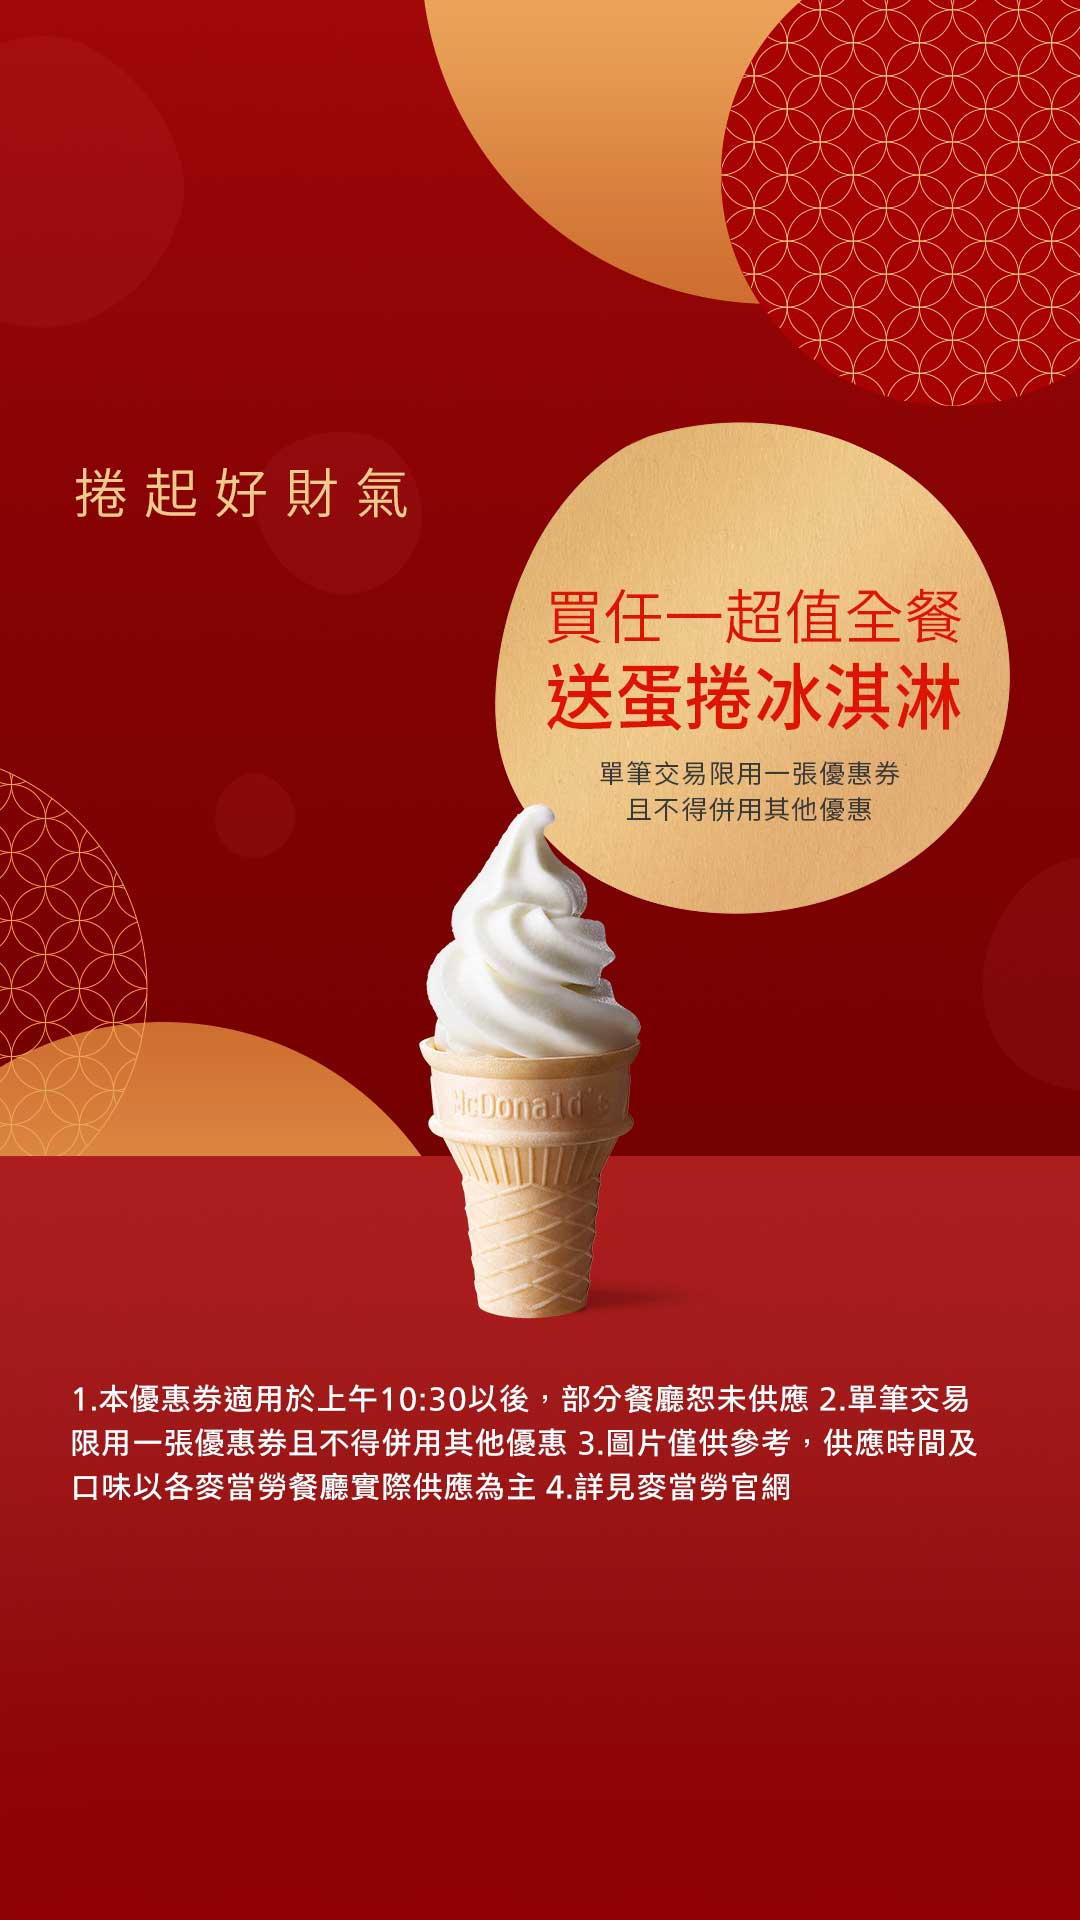 捲起好財氣
買任一超值全餐
送蛋捲冰淇淋
單筆交易限用一張優惠券
且不得併用其他優惠
McDonald's
1.本優惠券適用於上午10:30以後，部分餐廳恕未供應 2.單筆交易
限用一張優惠券且不得併用其他優惠 3.圖片僅供參考，供應時間及
口味以各麥當勞餐廳實際供應為主 4.詳見麥當勞官網